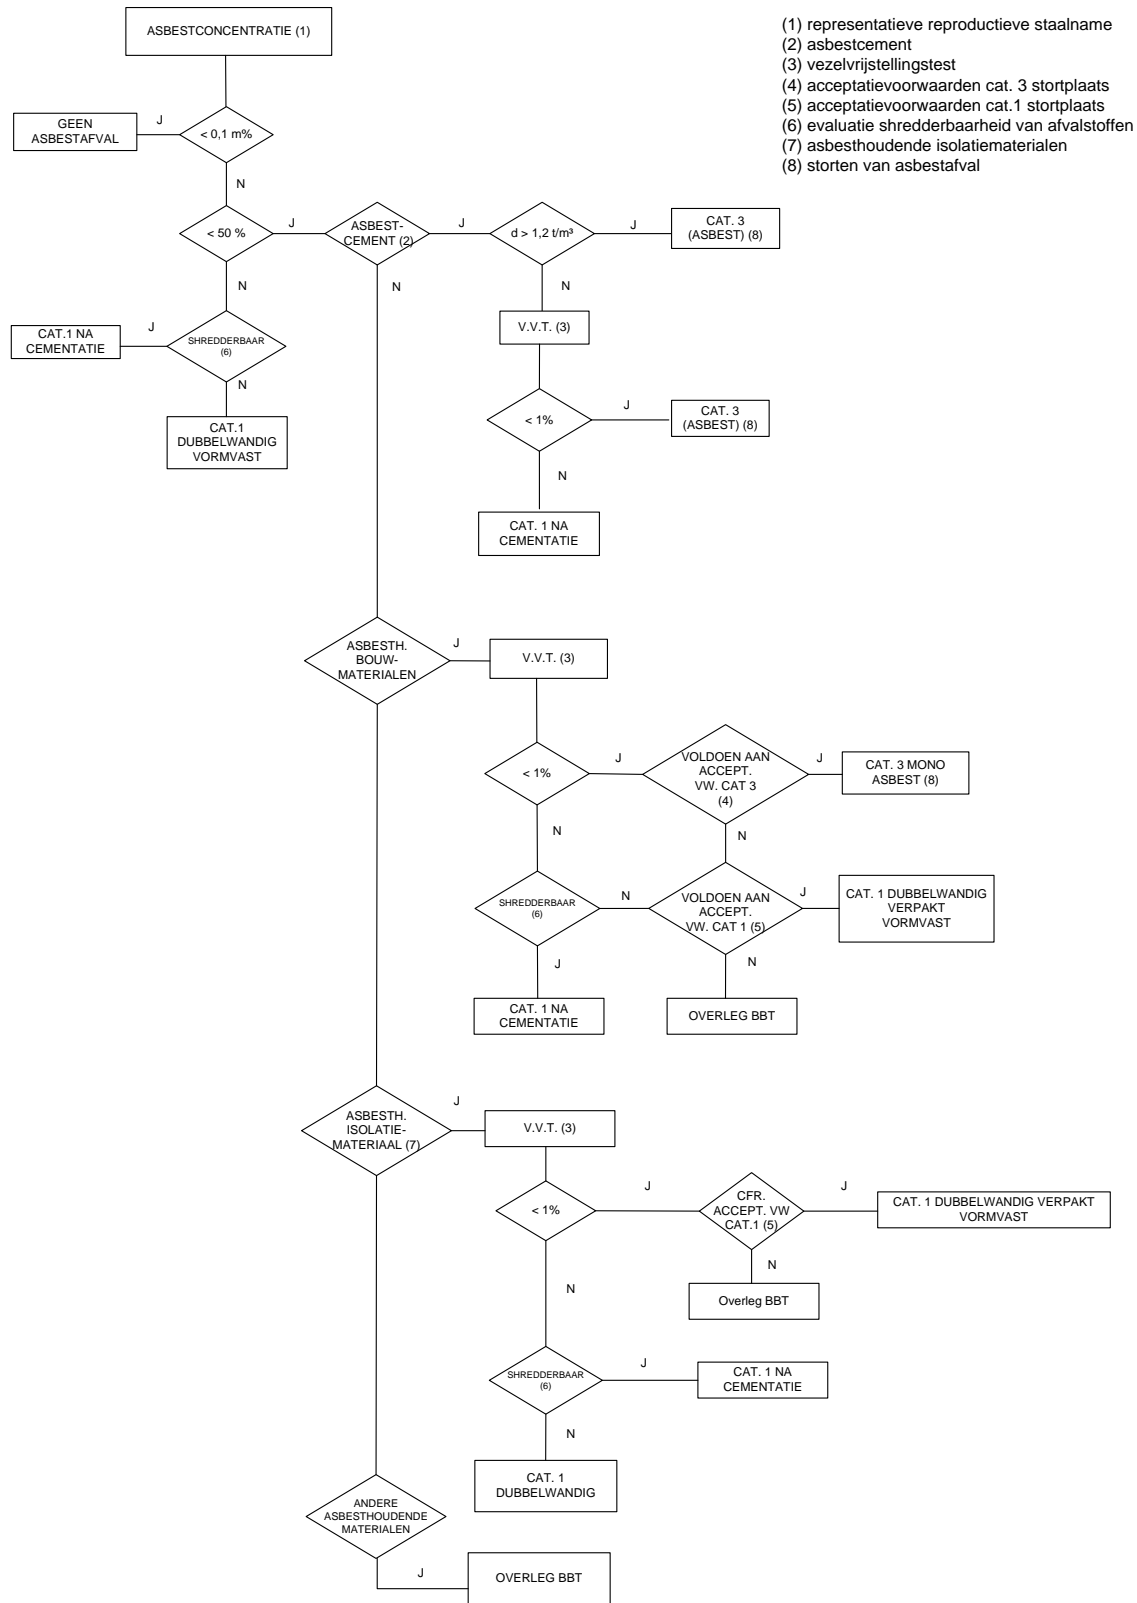 ASBESTCONCENTRATIE (1)
(1) representatieve reproductieve staalname
(2) asbestcement
(3) vezelvrijstellingstest
(4) acceptatievoorwaarden cat. 3 stortplaats
(5) acceptatievoorwaarden cat.1 stortplaats
(6) evaluatie shredderbaarheid van afvalstoffen
(7) asbesthoudende isolatiematerialen
(8) storten van asbestafval
GEEN
ASBESTAFVAL
J
< 0,1 m%
N
< 50 %
J
ASBEST-
CEMENT (2)
J
d > 1,2 t/m³
J
CAT. 3
(ASBEST) (8)
N
N
N
CAT.1 NA
CEMENTATIE
J
SHREDDERBAAR
(6)
V.V.T. (3)
N
CAT.1
DUBBELWANDIG
VORMVAST
< 1%
J
CAT. 3
(ASBEST) (8)
N
CAT. 1 NA
CEMENTATIE
ASBESTH.
BOUW-
MATERIALEN
J
V.V.T. (3)
< 1%
J
VOLDOEN AAN
ACCEPT.
VW. CAT 3
(4)
J
CAT. 3 MONO
ASBEST (8)
N
N
SHREDDERBAAR
(6)
N
VOLDOEN AAN
ACCEPT.
VW. CAT 1 (5)
J
CAT. 1 DUBBELWANDIG
VERPAKT
VORMVAST
J
N
CAT. 1 NA
CEMENTATIE
OVERLEG BBT
ASBESTH.
ISOLATIE-
MATERIAAL (7)
J
V.V.T. (3)
< 1%
J
CFR.
ACCEPT. VW
CAT.1 (5)
J
CAT. 1 DUBBELWANDIG VERPAKT
VORMVAST
N
N
Overleg BBT
SHREDDERBAAR
(6)
J
CAT. 1 NA
CEMENTATIE
N
CAT. 1
DUBBELWANDIG
ANDERE
ASBESTHOUDENDE
MATERIALEN
J
OVERLEG BBT